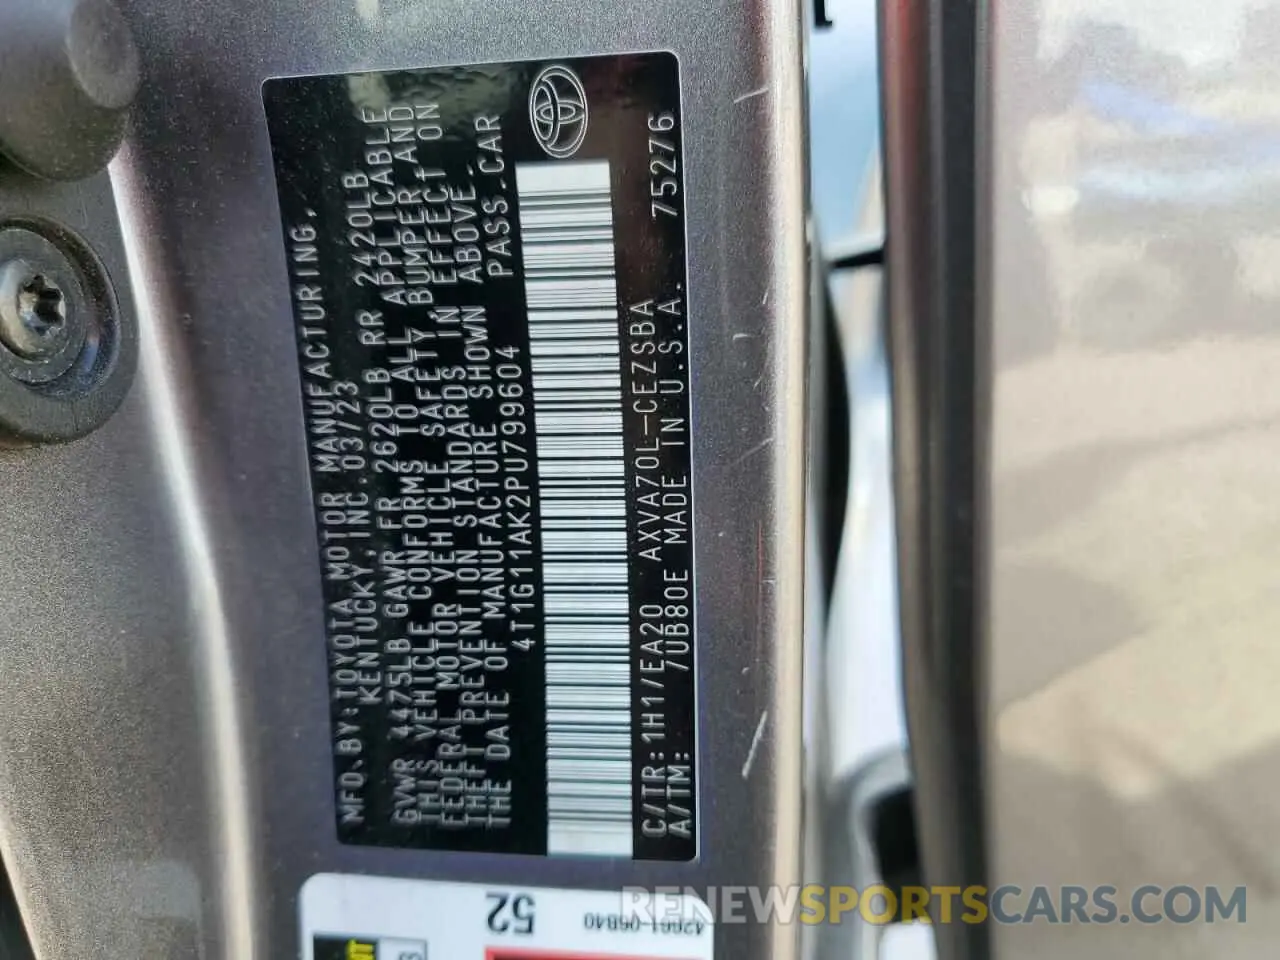 MFD.BY:TOYOTA MOTOR MANUFACTURING,
KENTUCKY,INC.03/23
GVWR 4475LB GAWR FR 2620LB RR 2420LB
THIS VEHICLE CONFORMS TO ALL APPLICABLE
FEDERAL MOTOR VEHICLE SAFETY,BUMPER,AND
THEFT PREVENTION STANDARDS IN EFFECT ON
THE DATE OF MANUFACTURE SHOWN ABOVE.
4T1G11AK2PU799604 PASS.CAR
C/TR:1H1/EA20 AXVA70L-CEZSBA
A/TM: 7UB80E MADE IN U.S.A. 75276
52
42661-06B40
RENEWSPORTSCARS.COM